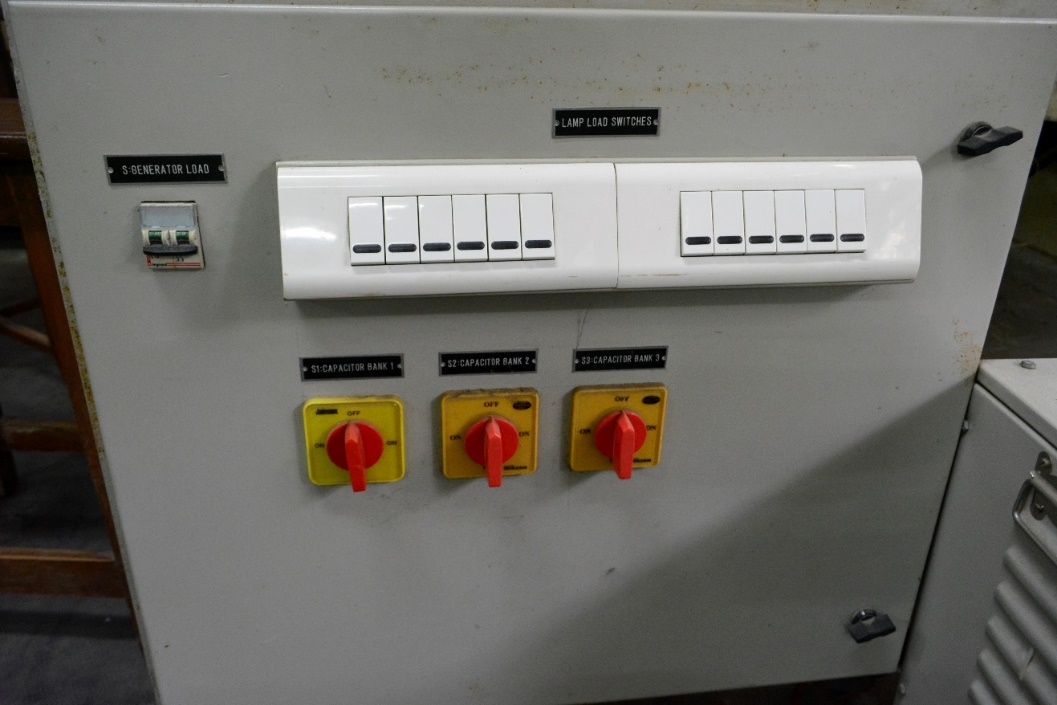 LAMP LOAD SWITCHES
S:GENERATOR LOAD
S1:CAPACITOR BANK 1
S2:CAPACITOR BANK 2
S3:CAPACITOR BANK 3
OFF
ON
ON
OFF
ON
ON
OFF
ON
ON